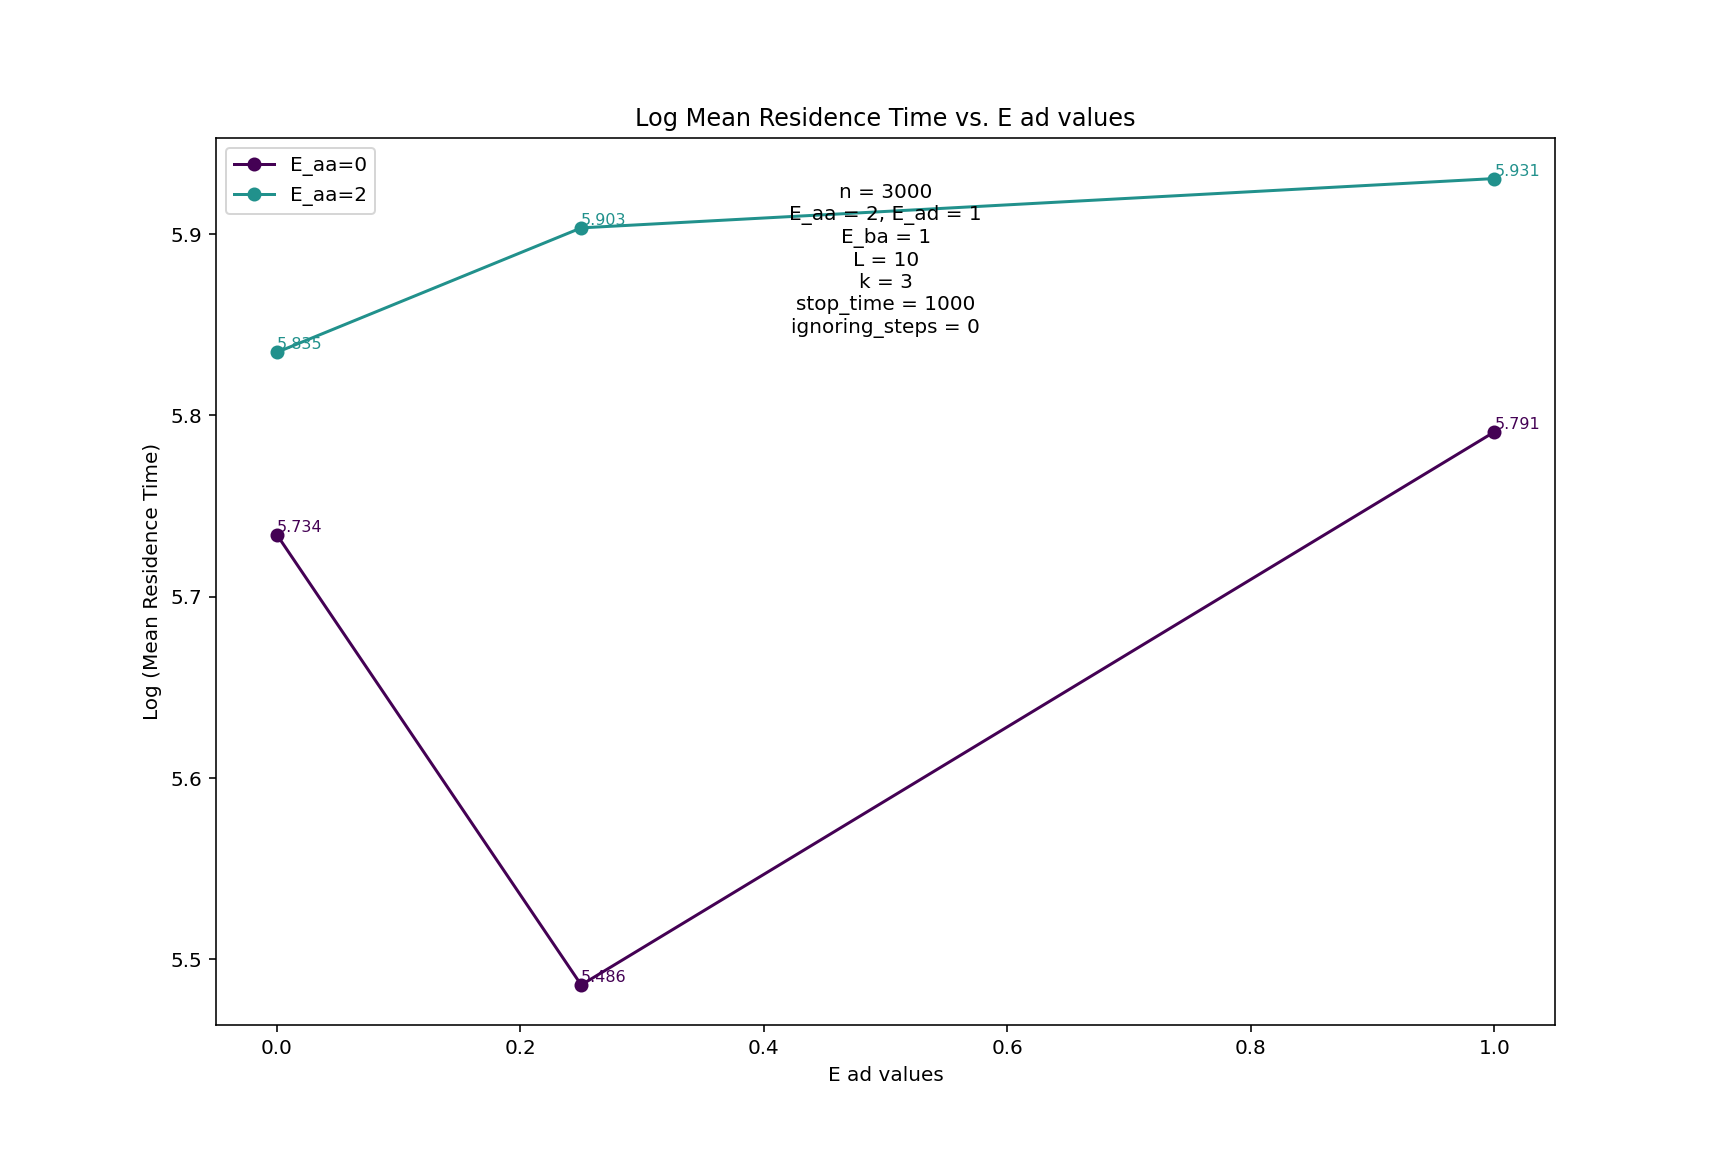 Log Mean Residence Time vs. E ad values
E_aa=0
E_aa=2
n = 3000
E_aa = 2, E_ad = 1
E_ba = 1
L = 10
k = 3
stop_time = 1000
ignoring_steps = 0
5.931
5.903
5.835
5.791
5.734
5.486
Log (Mean Residence Time)
5.9
5.8
5.7
5.6
5.5
0.0 0.2 0.4 0.6 0.8 1.0
E ad values